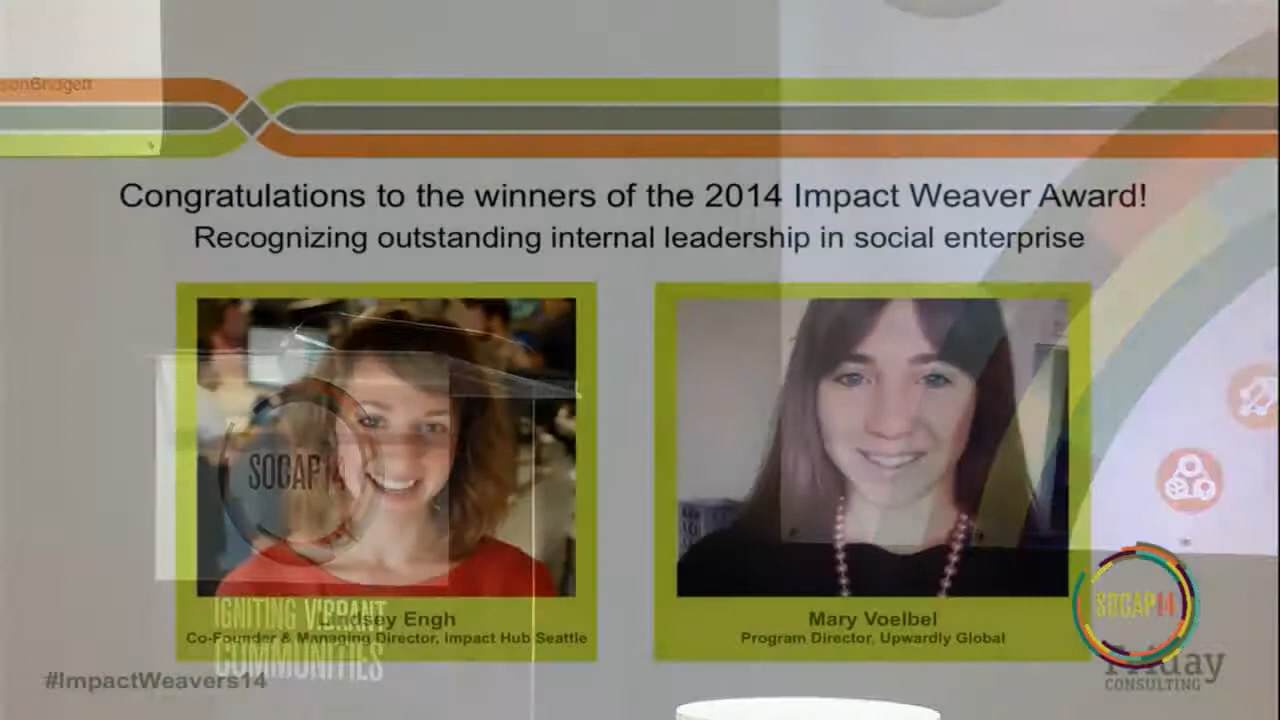 Congratulations to the winners of the 2014 Impact Weaver Award!
Recognizing outstanding internal leadership in social enterprise
SOCAP14
IGNITING VIBRANT
COMMUNITIES
Lindsey Engh
Co-Founder & Managing Director, Impact Hub Seattle
Mary Voelbel
Program Director, Upwardly Global
SOCAP14
#ImpactWeavers14
Friday
CONSULTING